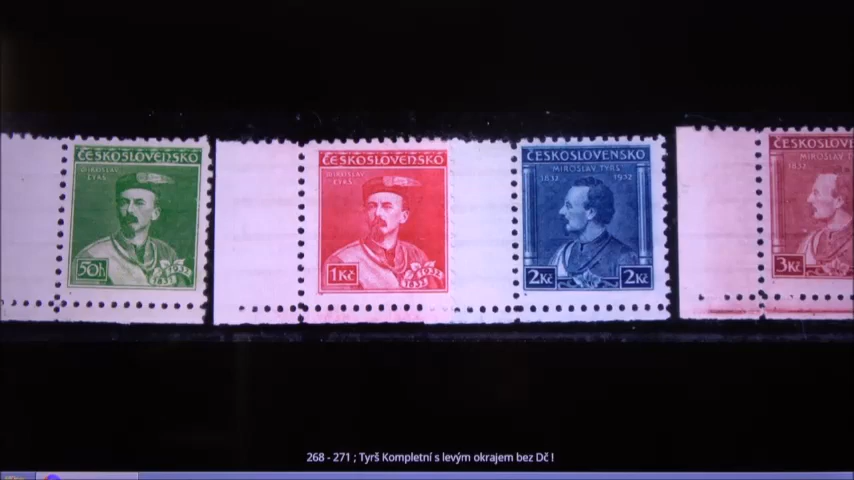 ČESKOSLOVENSKO
MIROSLAV
TYRŠ
50h
1832
1932
ČESKOSLOVENSKO
MIROSLAV
TYRŠ
1Kč
1832
1932
ČESKOSLOVENSKO
MIROSLAV TYRŠ
1832 1932
2Kč 2Kč
ČESKOSLOVE
MIROSLAV T
1832
3Kč
268 - 271 ; Tyrš Kompletní s levým okrajem bez Dč !